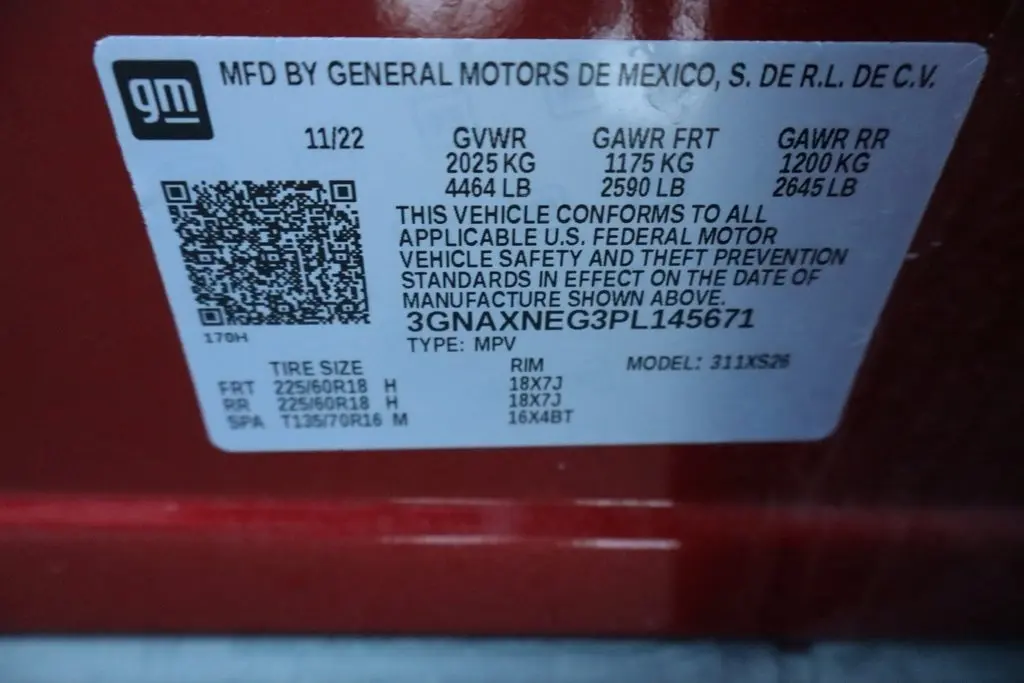 gm MFD BY GENERAL MOTORS DE MEXICO, S. DE R.L. DE C.V.
11/22 GVWR GAWR FRT GAWR RR
2025 KG 1175 KG 1200 KG
4464 LB 2590 LB 2645 LB
THIS VEHICLE CONFORMS TO ALL
APPLICABLE U.S. FEDERAL MOTOR
VEHICLE SAFETY AND THEFT PREVENTION
STANDARDS IN EFFECT ON THE DATE OF
MANUFACTURE SHOWN ABOVE.
3GNAXNEG3PL145671
170H
TYPE: MPV
TIRE SIZE RIM MODEL: 311XS26
FRT 225/60R18 H 18X7J
RR 225/60R18 H 18X7J
SPA T135/70R16 M 16X4BT